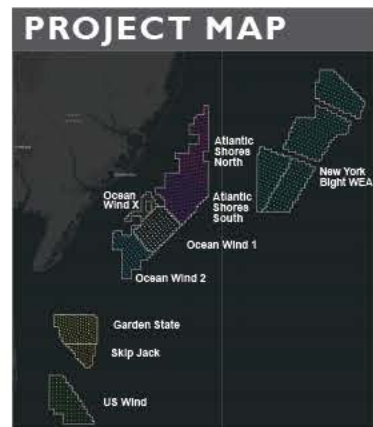 PROJECT MAP
Atlantic
Shores
North
New York
Bight WEA
Ocean
Wind X
Atlantic
Shores
South
Ocean Wind 1
Ocean Wind 2
Garden State
Skip Jack
US Wind